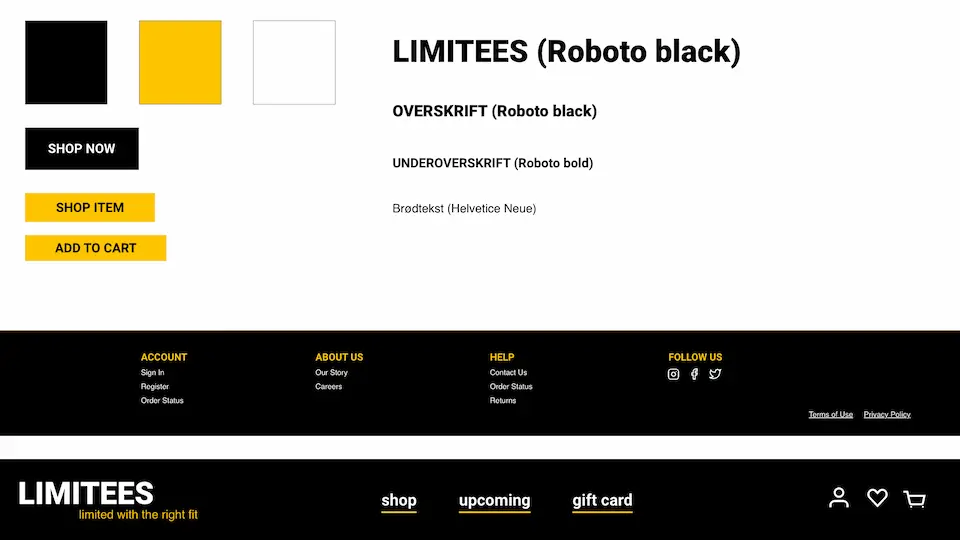 LIMITEES (Roboto black)
OVERSKRIFT (Roboto black)
UNDEROVERSKRIFT (Roboto bold)
Brødtekst (Helvetice Neue)
SHOP NOW
SHOP ITEM
ADD TO CART
ACCOUNT
Sign In
Register
Order Status
ABOUT US
Our Story
Careers
HELP
Contact Us
Order Status
Returns
FOLLOW US
Terms of Use Privacy Policy
LIMITEES
limited with the right fit
shop upcoming gift card